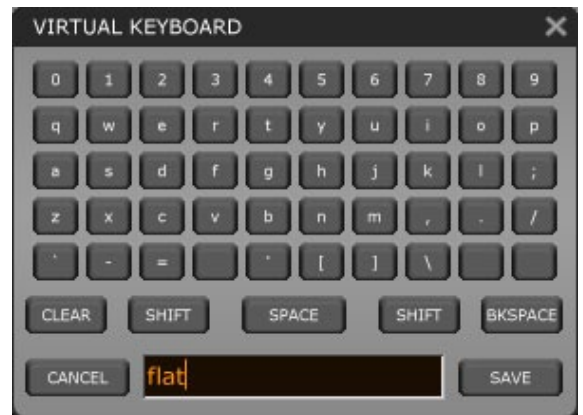 VIRTUAL KEYBOARD ×
0 1 2 3 4 5 6 7 8 9
q w e r t y u i o p
a s d f g h j k l ;
z x c v b n m , . /
` - = ' [ ] \
CLEAR SHIFT SPACE SHIFT BKSPACE
CANCEL flat SAVE